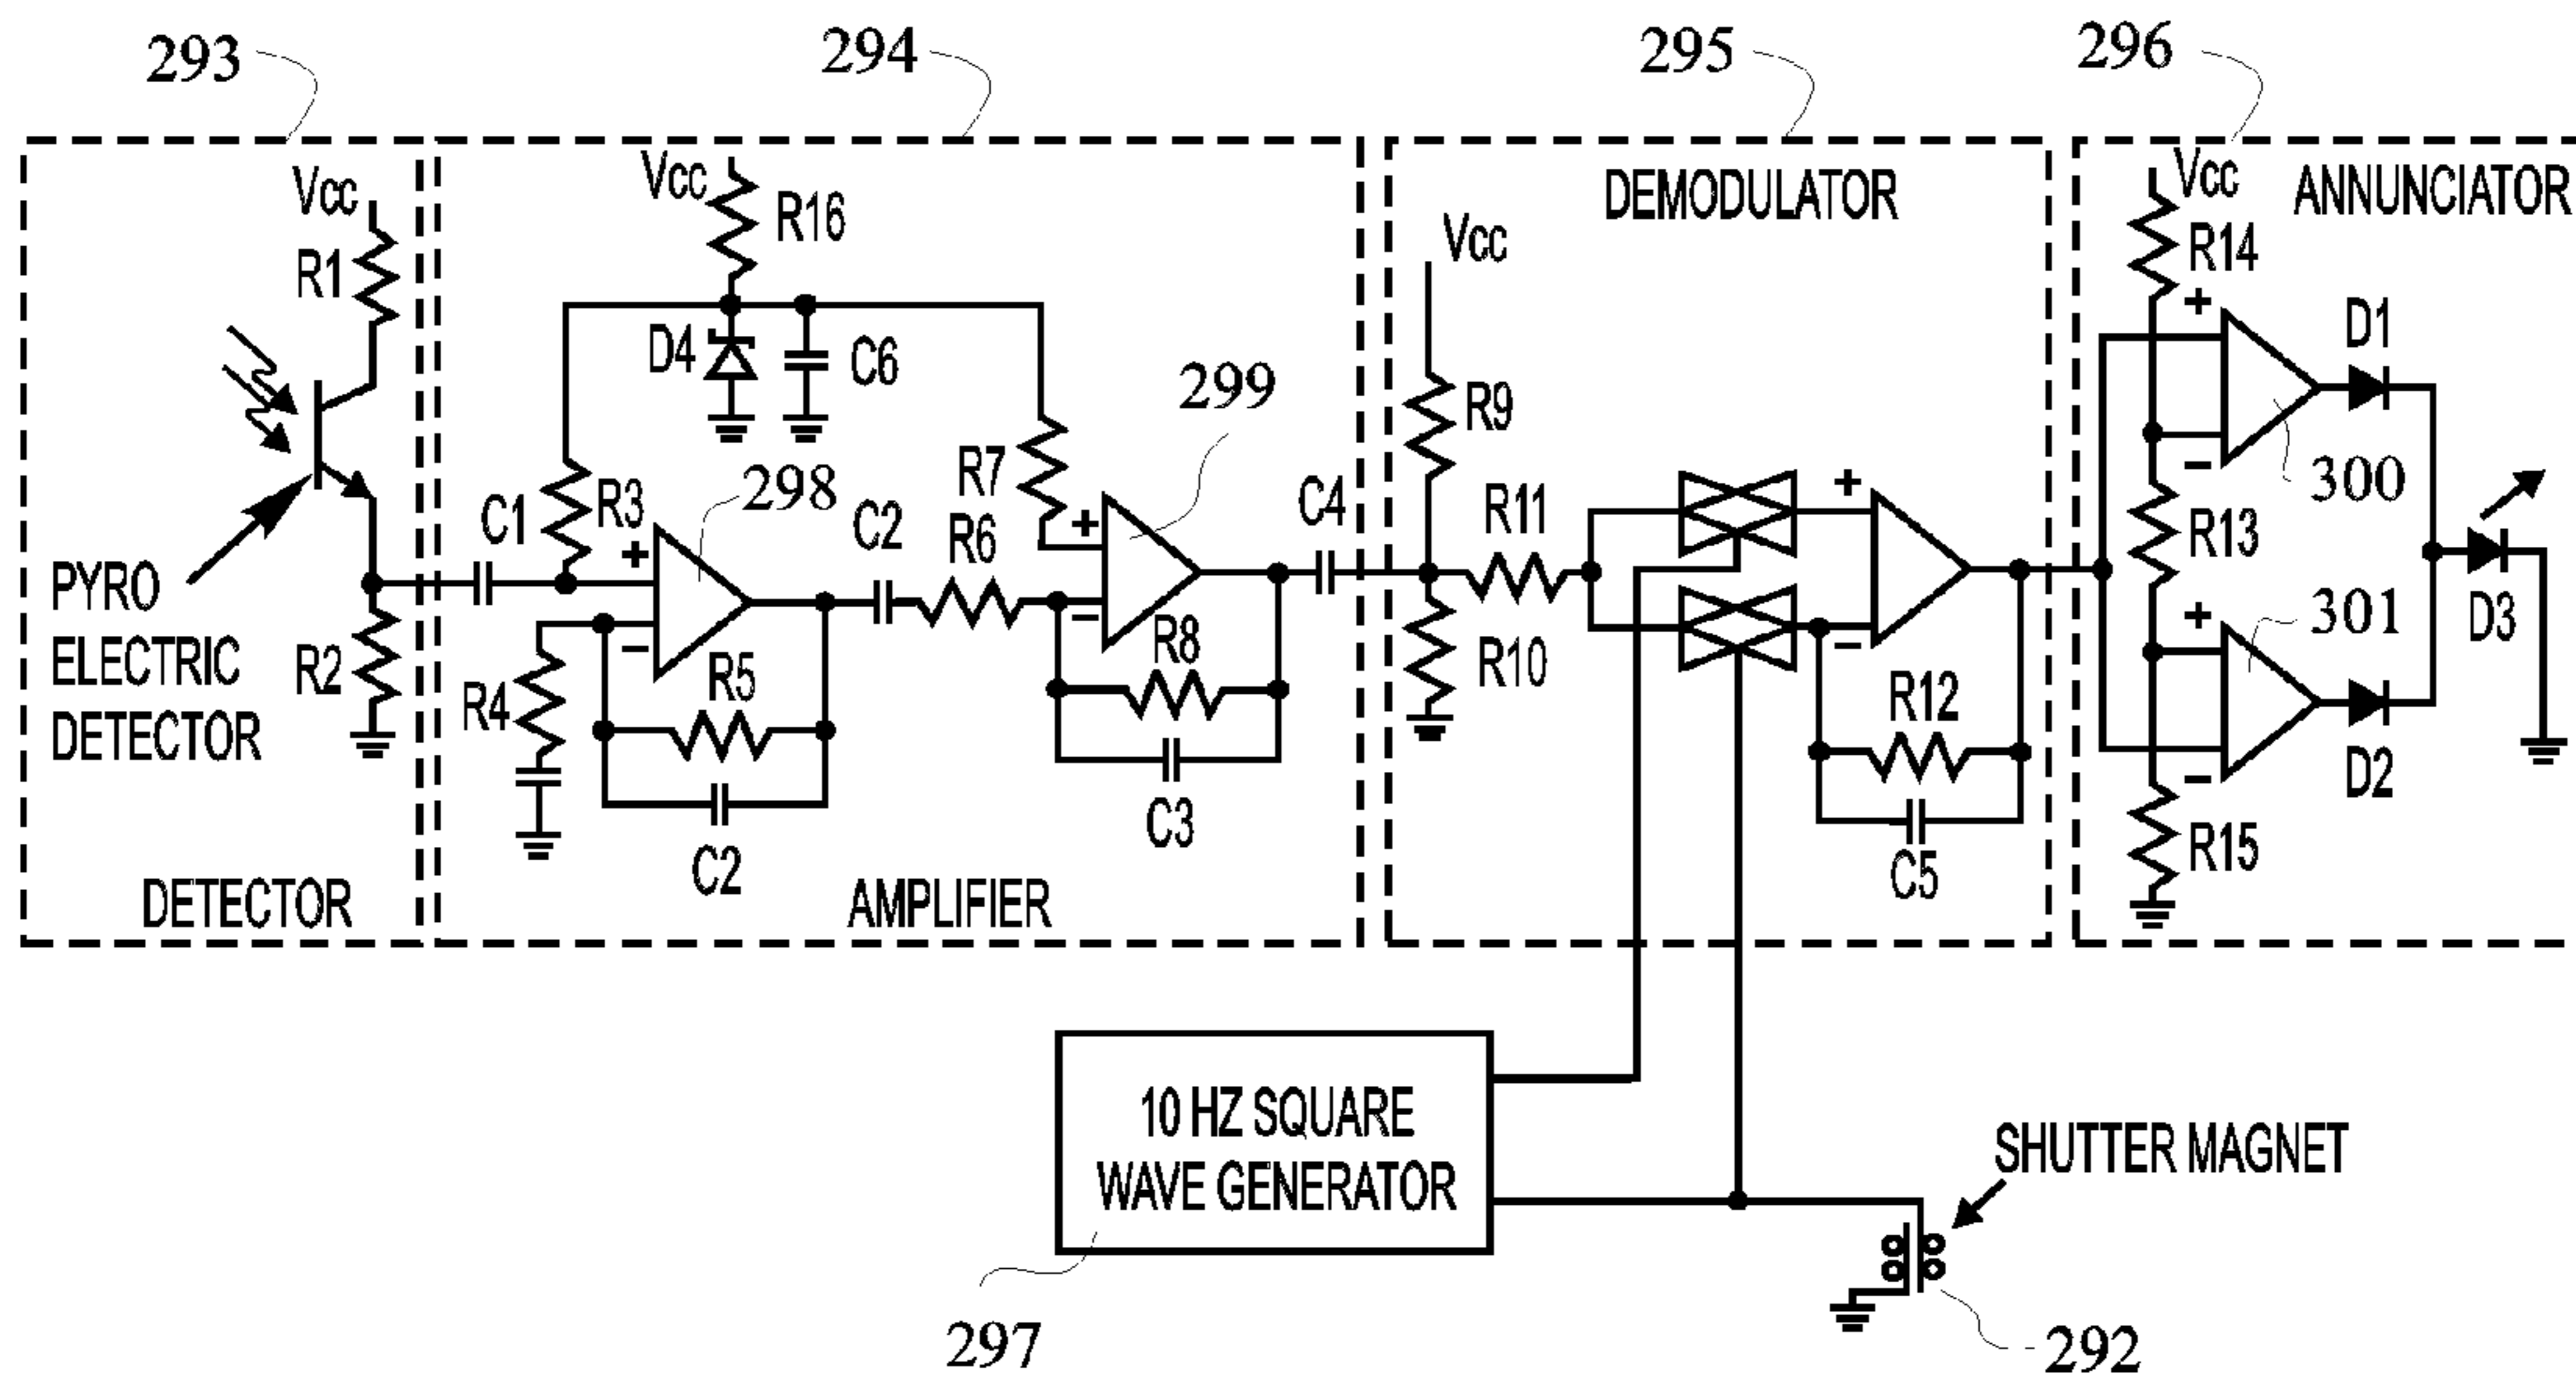 293
294
295
296
Vcc
R1
PYRO
ELECTRIC
DETECTOR
R2
DETECTOR
Vcc
R16
D4
C6
C1
R3
+
298
−
R4
R5
C2
C2
R6
R7
+
299
−
R8
C3
C4
AMPLIFIER
DEMODULATOR
Vcc
R9
R10
R11
+
−
R12
C5
Vcc
ANNUNCIATOR
R14
+
−
300
D1
R13
+
−
301
D2
D3
R15
10 HZ SQUARE
WAVE GENERATOR
297
SHUTTER MAGNET
292